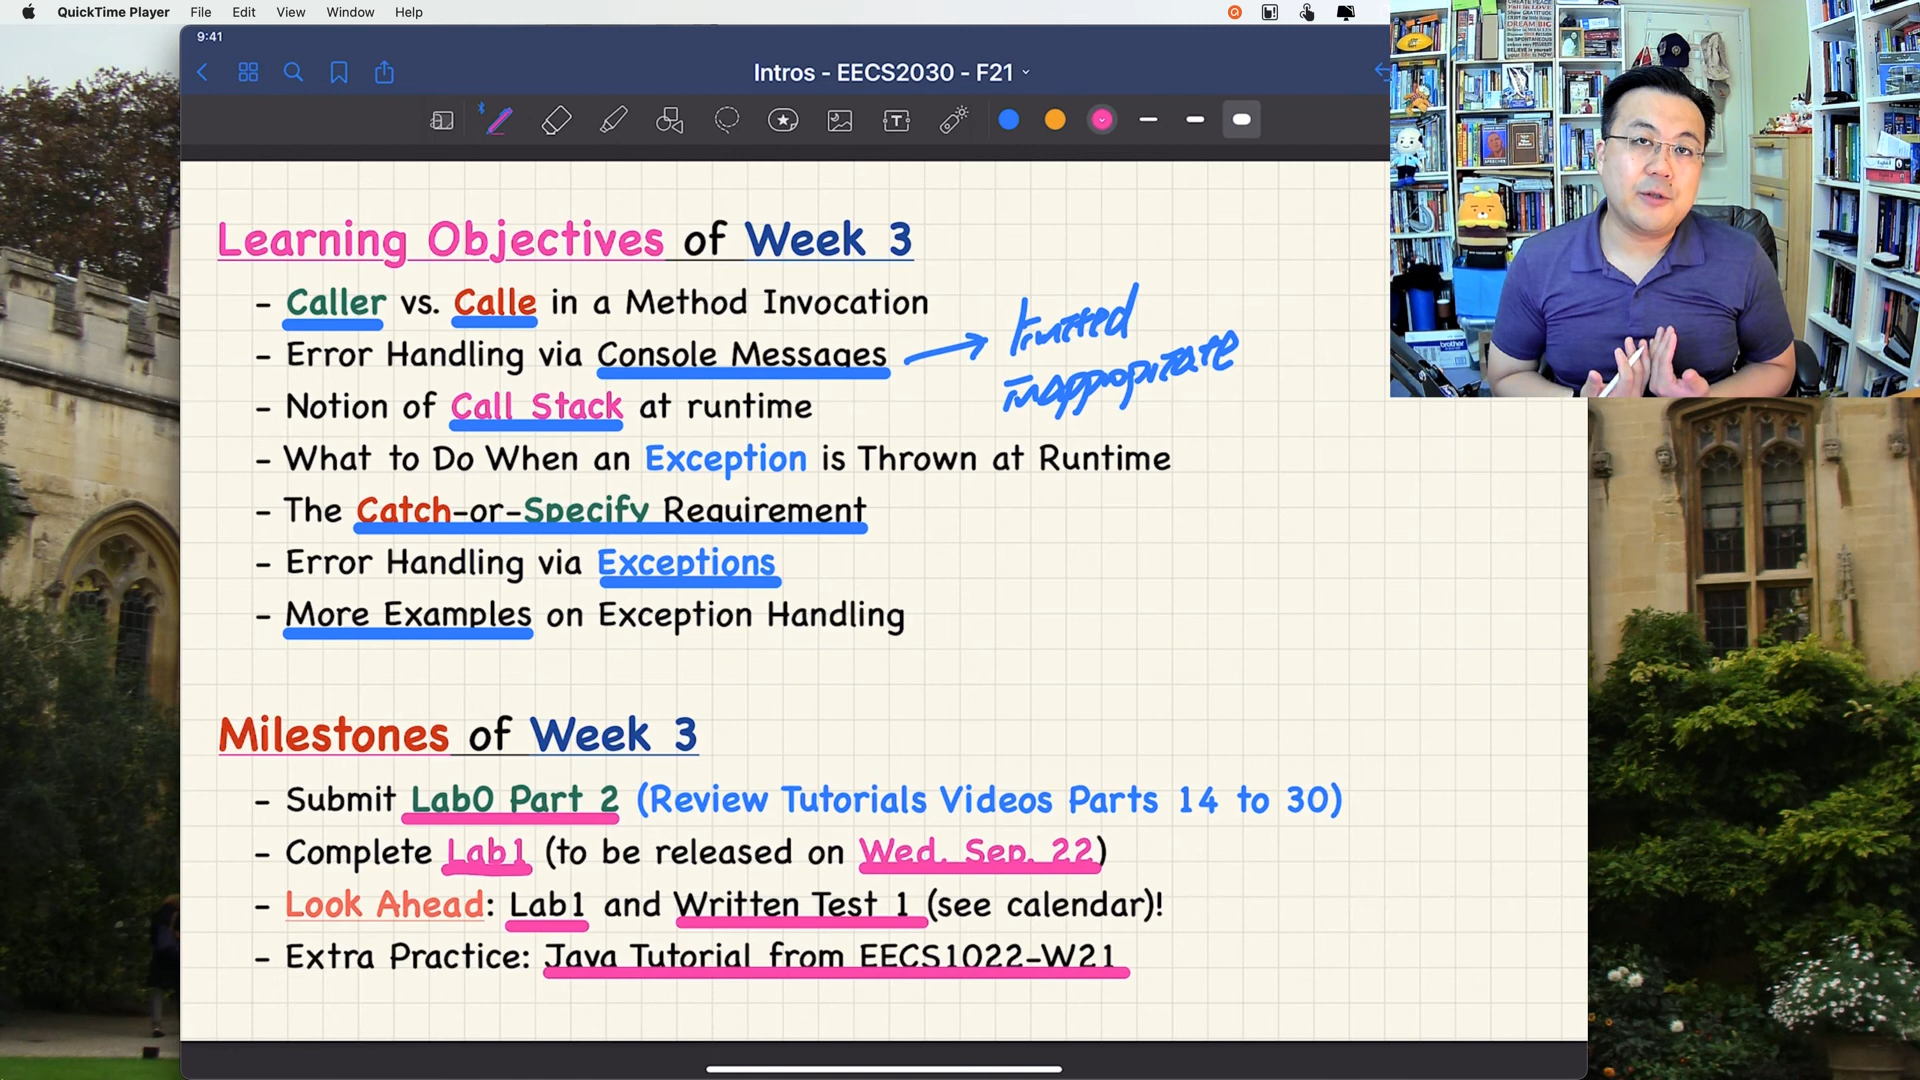 QuickTime Player File Edit View Window Help
9:41
Intros - EECS2030 - F21
Learning Objectives of Week 3
- Caller vs. Calle in a Method Invocation
- Error Handling via Console Messages
limited
inappropriate
- Notion of Call Stack at runtime
- What to Do When an Exception is Thrown at Runtime
- The Catch-or-Specify Requirement
- Error Handling via Exceptions
- More Examples on Exception Handling
Milestones of Week 3
- Submit Lab0 Part 2 (Review Tutorials Videos Parts 14 to 30)
- Complete Lab1 (to be released on Wed. Sep. 22)
- Look Ahead: Lab1 and Written Test 1 (see calendar)!
- Extra Practice: Java Tutorial from EECS1022-W21
DREAM BIG
brother